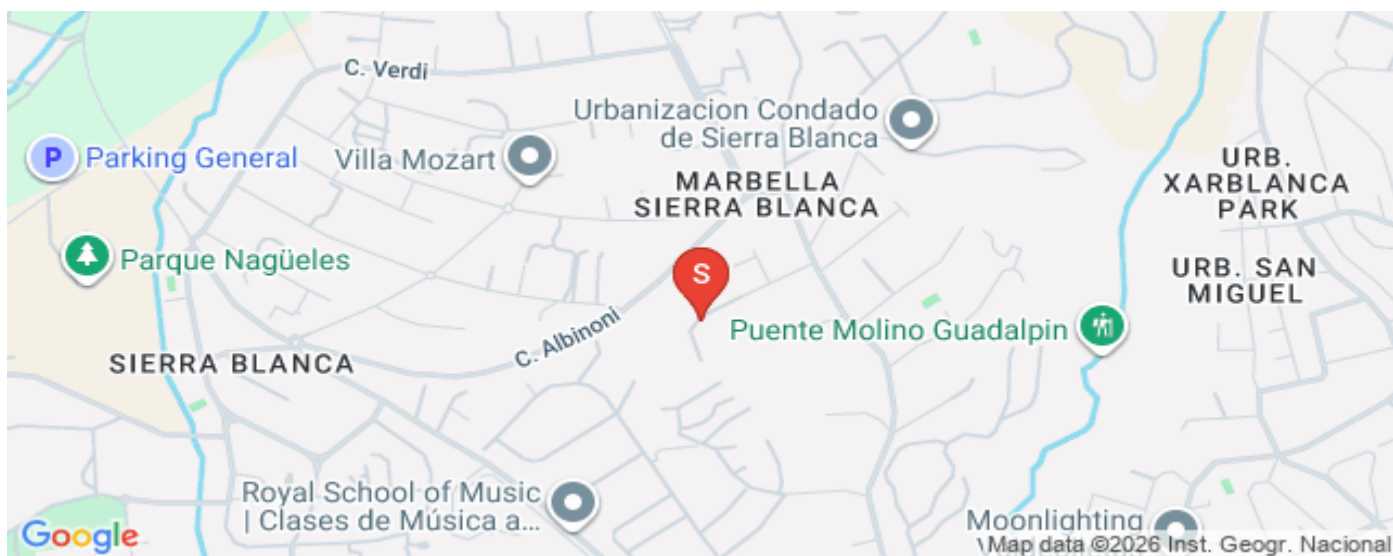 C. Verdi
Urbanizacion Condado
de Sierra Blanca
P
Parking General
Villa Mozart
MARBELLA
SIERRA BLANCA
URB.
XARBLANCA
PARK
Parque Nagüeles
S
URB. SAN
MIGUEL
C. Albinoni
Puente Molino Guadalpin
SIERRA BLANCA
Royal School of Music
| Clases de Música a...
Moonlighting
Google
Map data ©2026 Inst. Geogr. Nacional